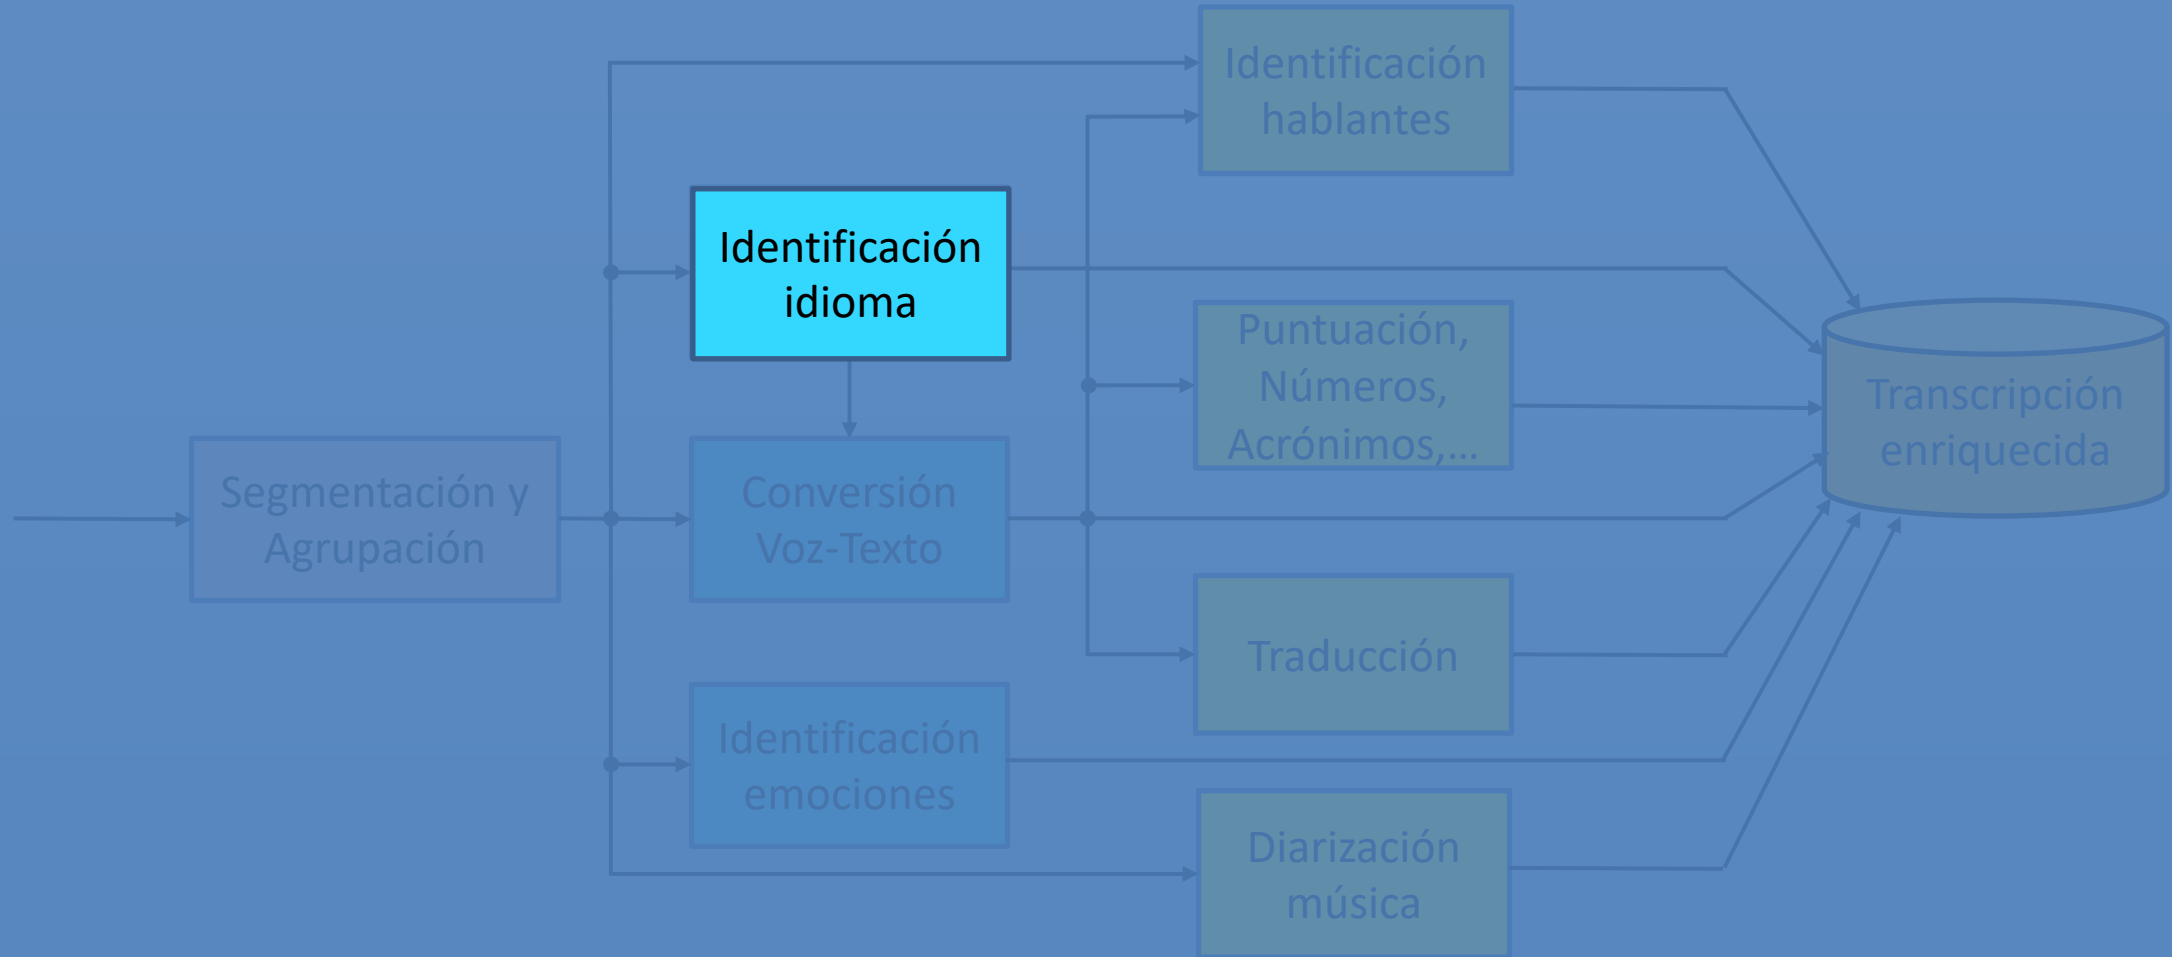 Identificación
hablantes
Identificación
idioma
Puntuación,
Números,
Acrónimos,...
Transcripción
enriquecida
Segmentación y
Agrupación
Conversión
Voz-Texto
Traducción
Identificación
emociones
Diarización
música